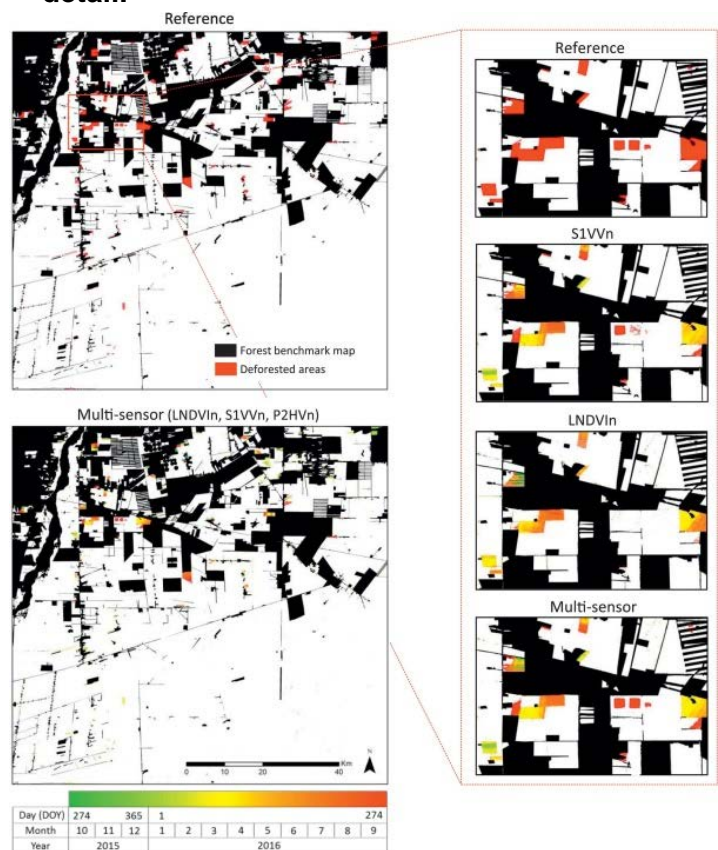 detail.
Reference
Forest benchmark map
Deforested areas
Multi-sensor (LNDVIn, S1VVn, P2HVn)
Km
0 10 20 40
N
Day (DOY) 274 365 1 274
Month 10 11 12 1 2 3 4 5 6 7 8 9
Year 2015 2016
Reference
S1VVn
LNDVIn
Multi-sensor